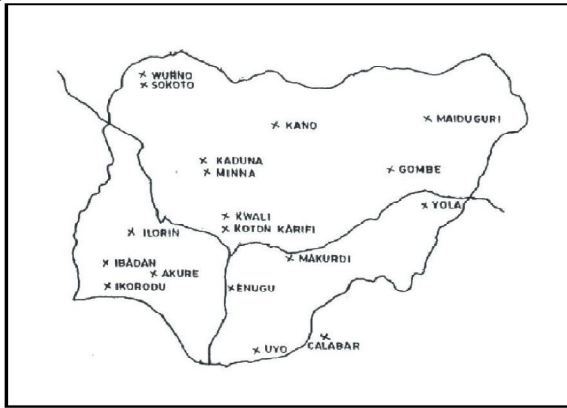 WURNO
SOKOTO
KANO
MAIDUGURI
KADUNA
MINNA
GOMBE
YOLA
KWALI
KOTON KARIFI
ILORIN
MAKURDI
IBADAN
AKURE
IKORODU
ENUGU
UYO
CALABAR